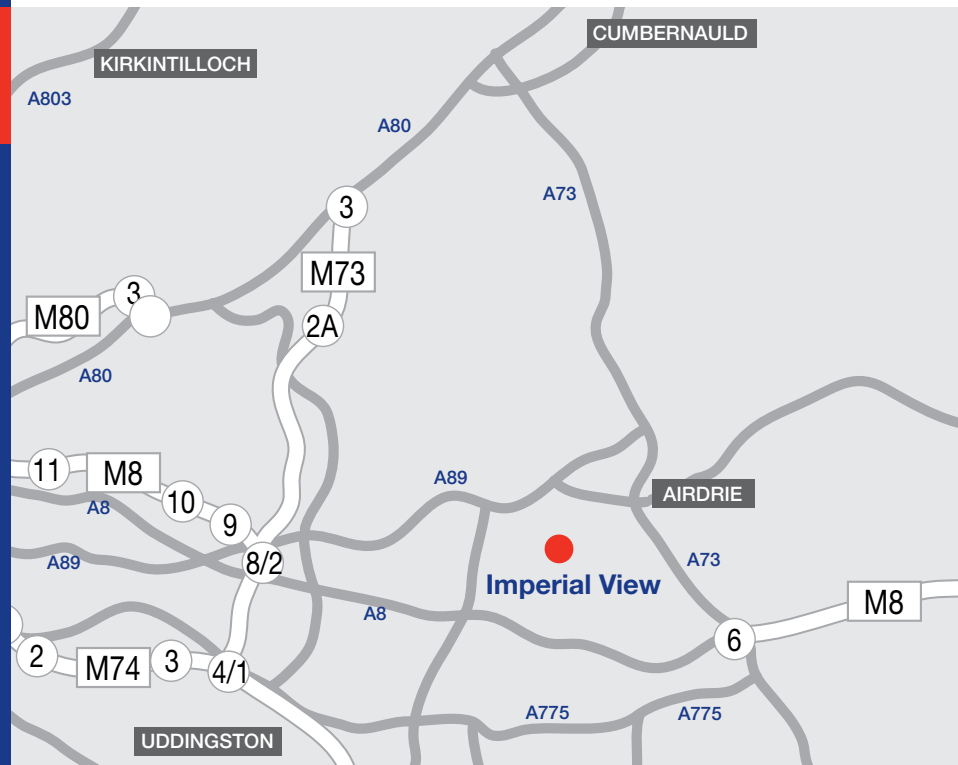 CUMBERNAULD
KIRKINTILLOCH
A803
A80
A73
3
M73
3
M80
2A
A80
11
M8
A89
10
AIRDRIE
A8
9
A89
8/2
A73
Imperial View
M8
A8
6
2
M74
3
4/1
A775
A775
UDDINGSTON